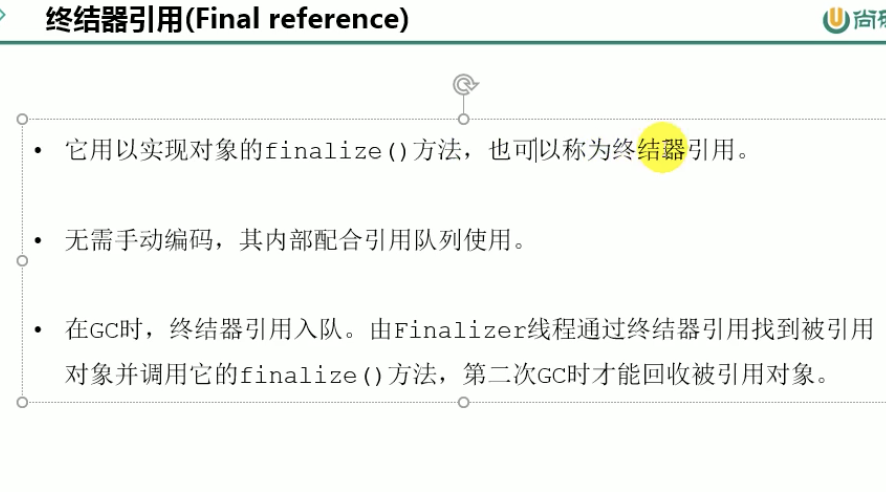 终结器引用(Final reference)
尚
• 它用以实现对象的finalize()方法，也可以称为终结器引用。
• 无需手动编码，其内部配合引用队列使用。
• 在GC时，终结器引用入队。由Finalizer线程通过终结器引用找到被引用
对象并调用它的finalize()方法，第二次GC时才能回收被引用对象。